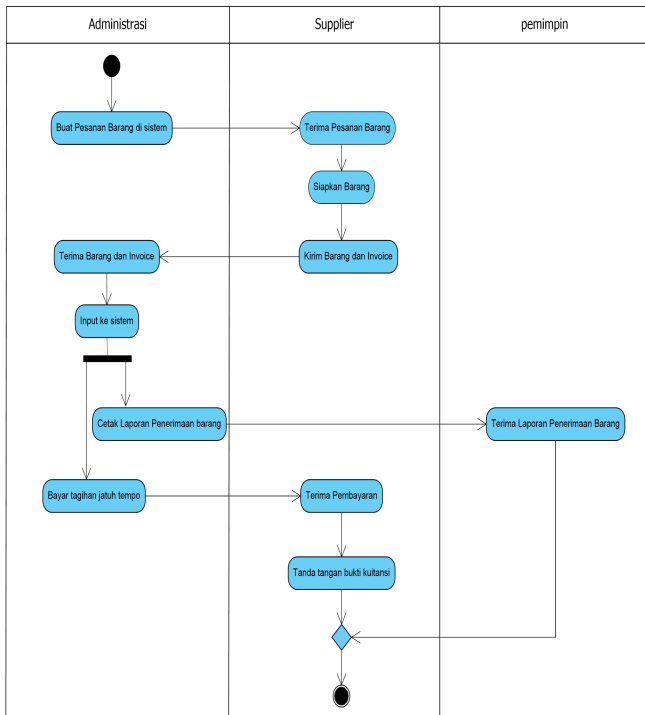 Administrasi
Supplier
pemimpin
Buat Pesanan Barang di sistem
Terima Pesanan Barang
Siapkan Barang
Terima Barang dan Invoice
Kirim Barang dan Invoice
Input ke sistem
Cetak Laporan Penerimaan barang
Terima Laporan Penerimaan Barang
Bayar tagihan jatuh tempo
Terima Pembayaran
Tanda tangan bukti kuitansi